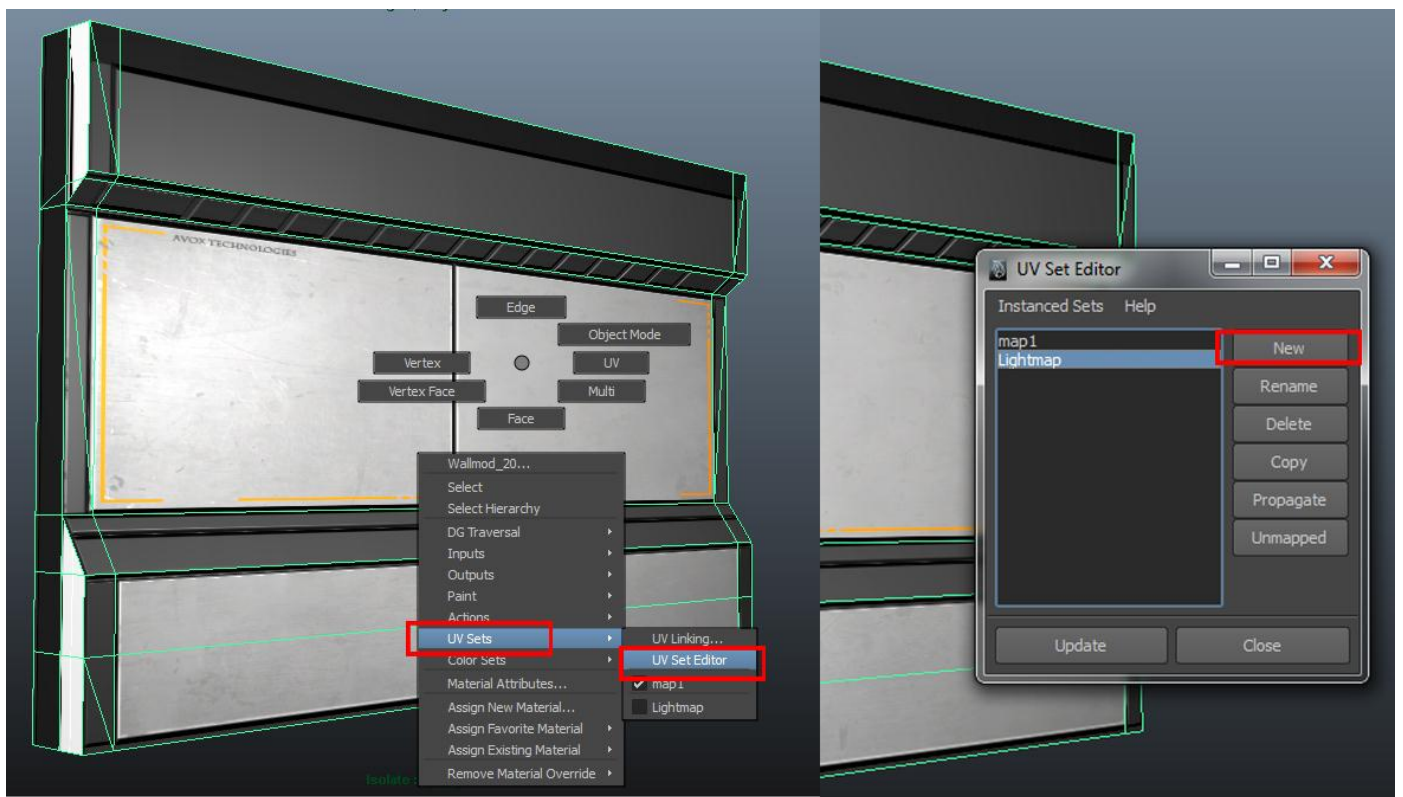 AVOX TECHNOLOGIES
Edge
Object Mode
Vertex
UV
Vertex Face
Multi
Face
Wallmod_20...
Select
Select Hierarchy
DG Traversal
Inputs
Outputs
Paint
Actions
UV Sets
Color Sets
Material Attributes...
Assign New Material...
Assign Favorite Material
Assign Existing Material
Remove Material Override
UV Linking...
UV Set Editor
map1
Lightmap
Isolate :
UV Set Editor
Instanced Sets Help
map1
Lightmap
New
Rename
Delete
Copy
Propagate
Unmapped
Update
Close